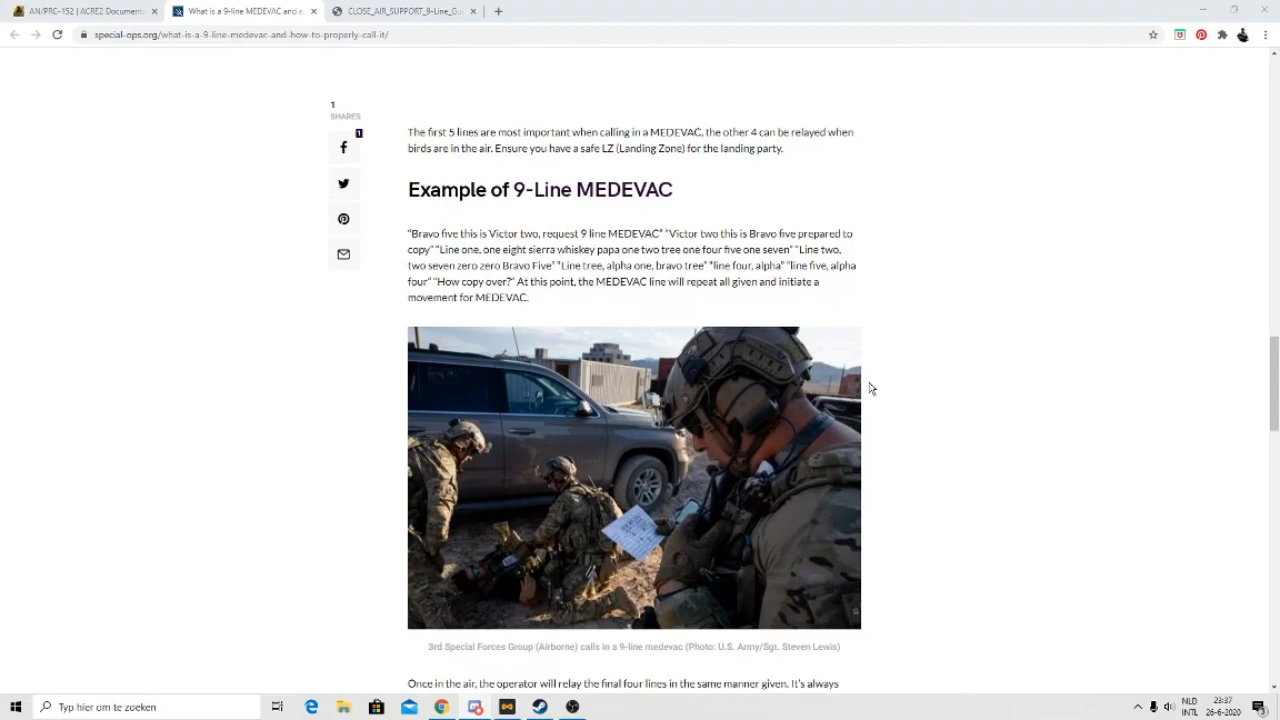 AN/PRC-152 | ACRE2 Documenta
What is a 9-line MEDEVAC and
CLOSE_AIR_SUPPORT_9-Line_Gu
special-ops.org/what-is-a-9-line-medevac-and-how-to-properly-call-it/
1
SHARES
1
The first 5 lines are most important when calling in a MEDEVAC, the other 4 can be relayed when
birds are in the air. Ensure you have a safe LZ (Landing Zone) for the landing party.
Example of 9-Line MEDEVAC
“Bravo five this is Victor two, request 9 line MEDEVAC” “Victor two this is Bravo five prepared to
copy” “Line one, one eight sierra whiskey papa one two tree one four five one seven” “Line two,
two seven zero zero Bravo Five” “Line tree, alpha one, bravo tree” “line four, alpha” “line five, alpha
four” “How copy over?” At this point, the MEDEVAC line will repeat all given and initiate a
movement for MEDEVAC.
3rd Special Forces Group (Airborne) calls in a 9-line medevac (Photo: U.S. Army/Sgt. Steven Lewis)
Once in the air, the operator will relay the final four lines in the same manner given. It's always
Typ hier om te zoeken
NLD
INTL
23:37
26-6-2020